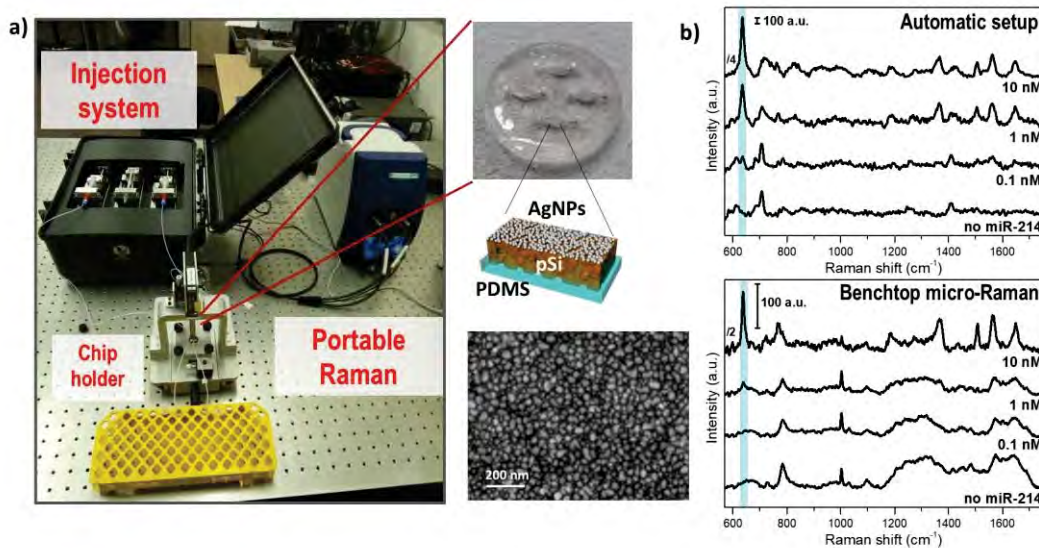 a)
Injection
system
Chip
holder
Portable
Raman
AgNPs
pSi
PDMS
200 nm
b)
Automatic setup
100 a.u.
/4
10 nM
1 nM
0.1 nM
no miR-214
Intensity (a.u.)
600 800 1000 1200 1400 1600
Raman shift (cm⁻¹)
Benchtop micro-Raman
100 a.u.
/2
10 nM
1 nM
0.1 nM
no miR-214
Intensity (a.u.)
600 800 1000 1200 1400 1600
Raman shift (cm⁻¹)